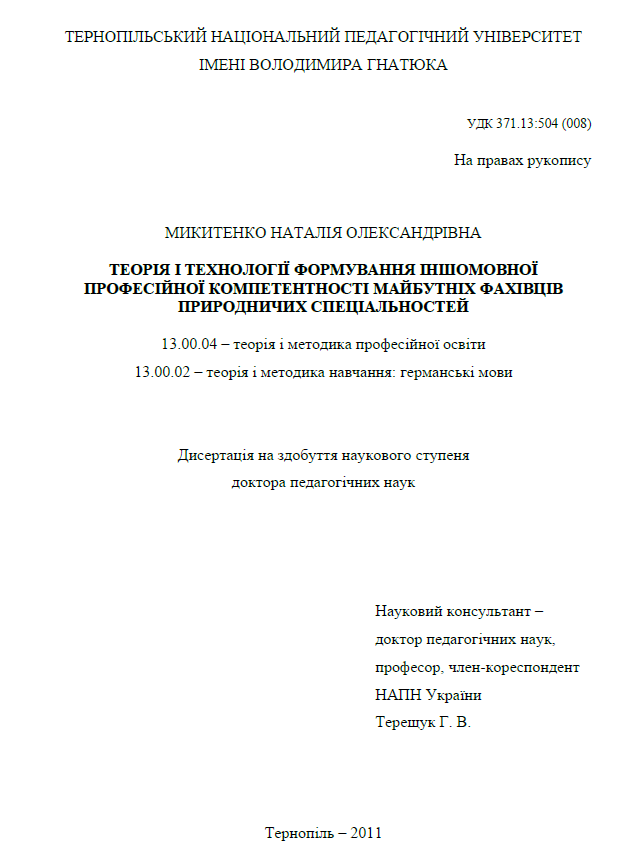 ТЕРНОПІЛЬСЬКИЙ НАЦІОНАЛЬНИЙ ПЕДАГОГІЧНИЙ УНІВЕРСИТЕТ
ІМЕНІ ВОЛОДИМИРА ГНАТЮКА
УДК 371.13:504 (008)
На правах рукопису
МИКИТЕНКО НАТАЛІЯ ОЛЕКСАНДРІВНА
ТЕОРІЯ І ТЕХНОЛОГІЇ ФОРМУВАННЯ ІНШОМОВНОЇ
ПРОФЕСІЙНОЇ КОМПЕТЕНТНОСТІ МАЙБУТНІХ ФАХІВЦІВ
ПРИРОДНИЧИХ СПЕЦІАЛЬНОСТЕЙ
13.00.04 – теорія і методика професійної освіти
13.00.02 – теорія і методика навчання: германські мови
Дисертація на здобуття наукового ступеня
доктора педагогічних наук
Науковий консультант –
доктор педагогічних наук,
професор, член-кореспондент
НАПН України
Терещук Г. В.
Тернопіль – 2011